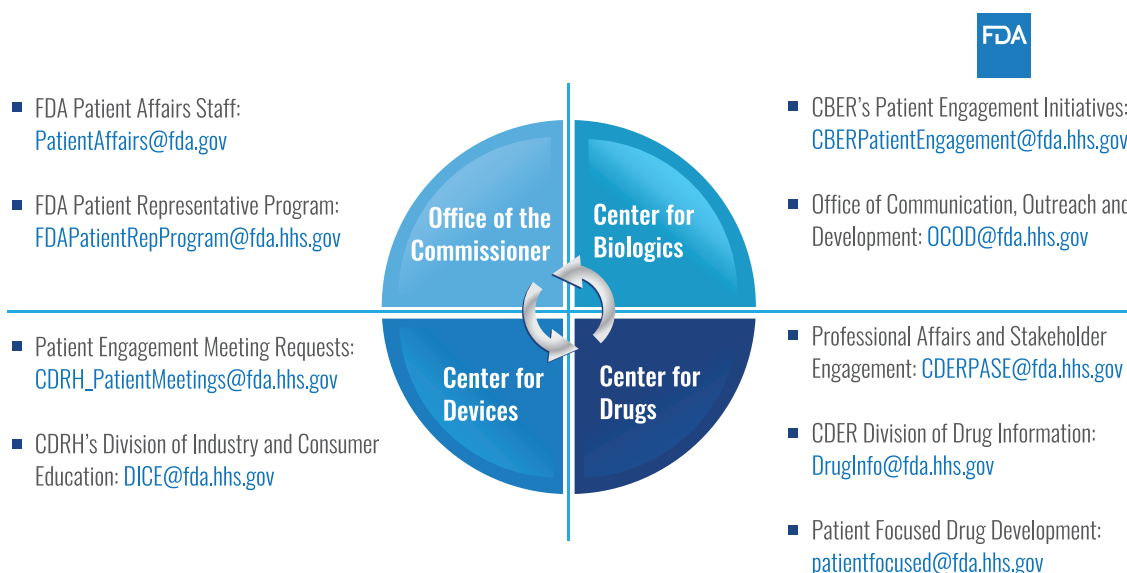 FDA
■ FDA Patient Affairs Staff:
PatientAffairs@fda.gov
■ FDA Patient Representative Program:
FDAPatientRepProgram@fda.hhs.gov
Office of the
Commissioner
Center for
Biologics
■ CBER's Patient Engagement Initiatives:
CBERPatientEngagement@fda.hhs.gov
■ Office of Communication, Outreach and
Development: OCOD@fda.hhs.gov
■ Patient Engagement Meeting Requests:
CDRH_PatientMeetings@fda.hhs.gov
■ CDRH's Division of Industry and Consumer
Education: DICE@fda.hhs.gov
Center for
Devices
Center for
Drugs
■ Professional Affairs and Stakeholder
Engagement: CDERPASE@fda.hhs.gov
■ CDER Division of Drug Information:
DrugInfo@fda.hhs.gov
■ Patient Focused Drug Development:
patientfocused@fda.hhs.gov